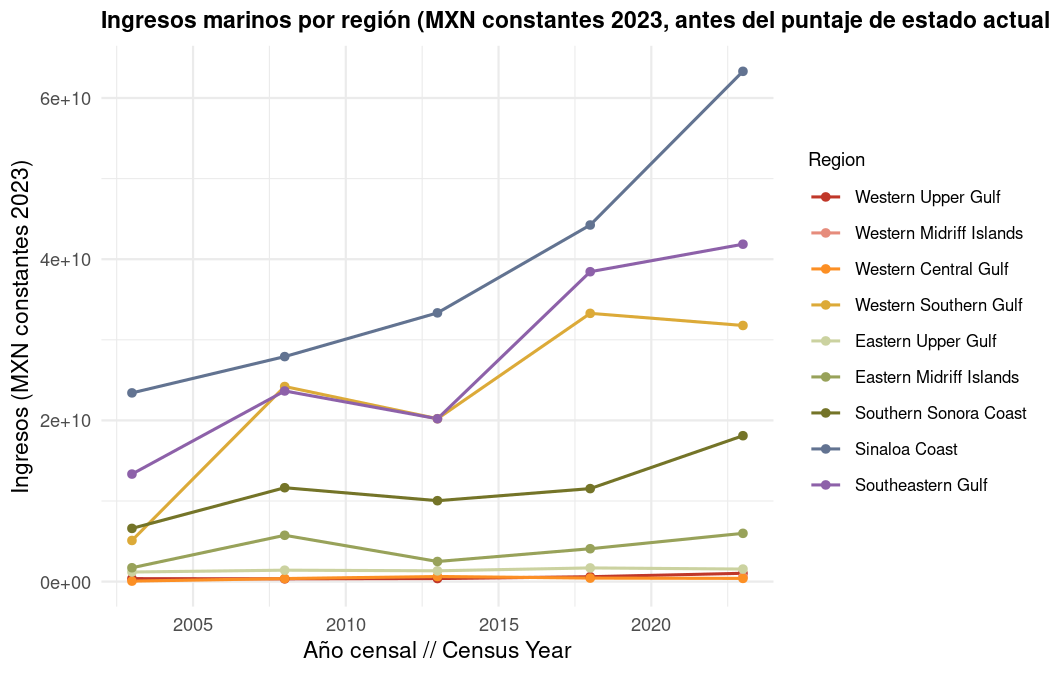 Ingresos marinos por región (MXN constantes 2023, antes del puntaje de estado actual
Ingresos (MXN constantes 2023)
6e+10
4e+10
2e+10
0e+00
2005
2010
2015
2020
Año censal // Census Year
Region
Western Upper Gulf
Western Midriff Islands
Western Central Gulf
Western Southern Gulf
Eastern Upper Gulf
Eastern Midriff Islands
Southern Sonora Coast
Sinaloa Coast
Southeastern Gulf